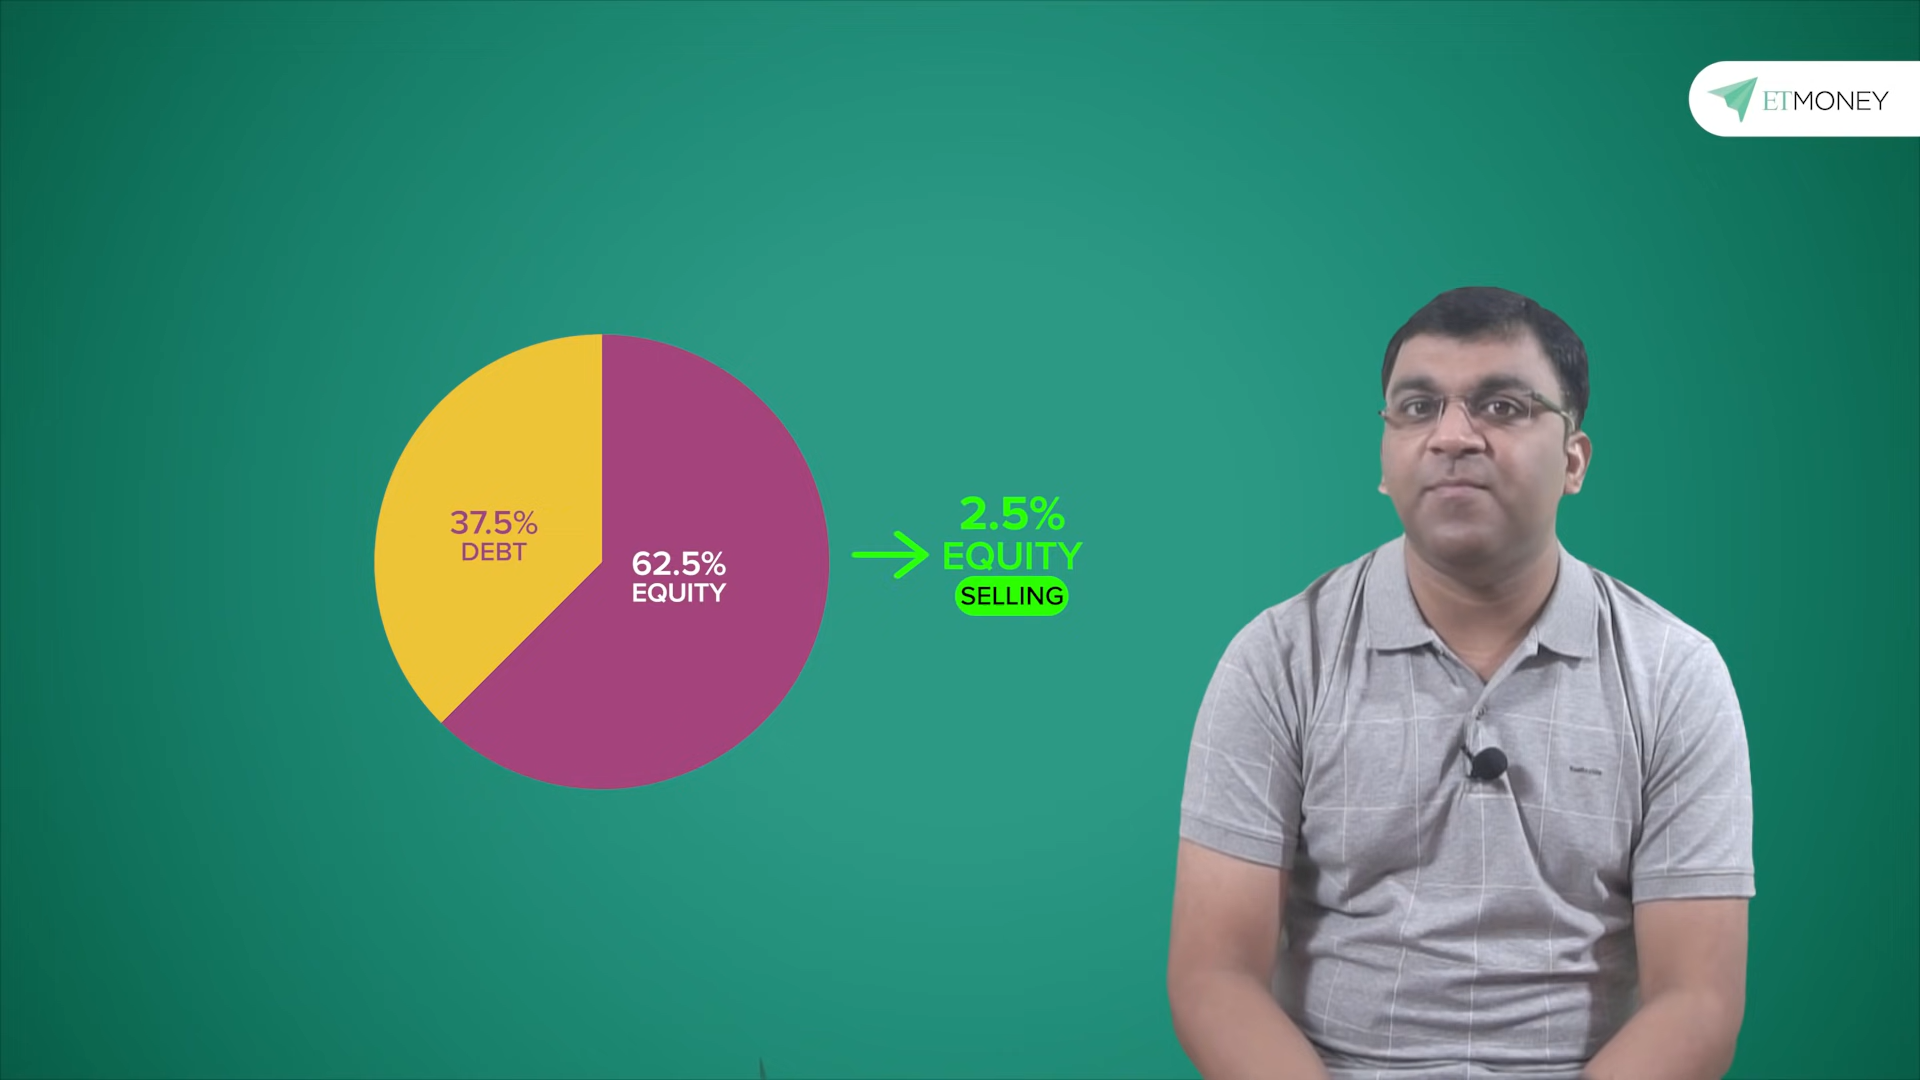 ETMONEY
37.5%
DEBT
62.5%
EQUITY
2.5%
EQUITY
SELLING